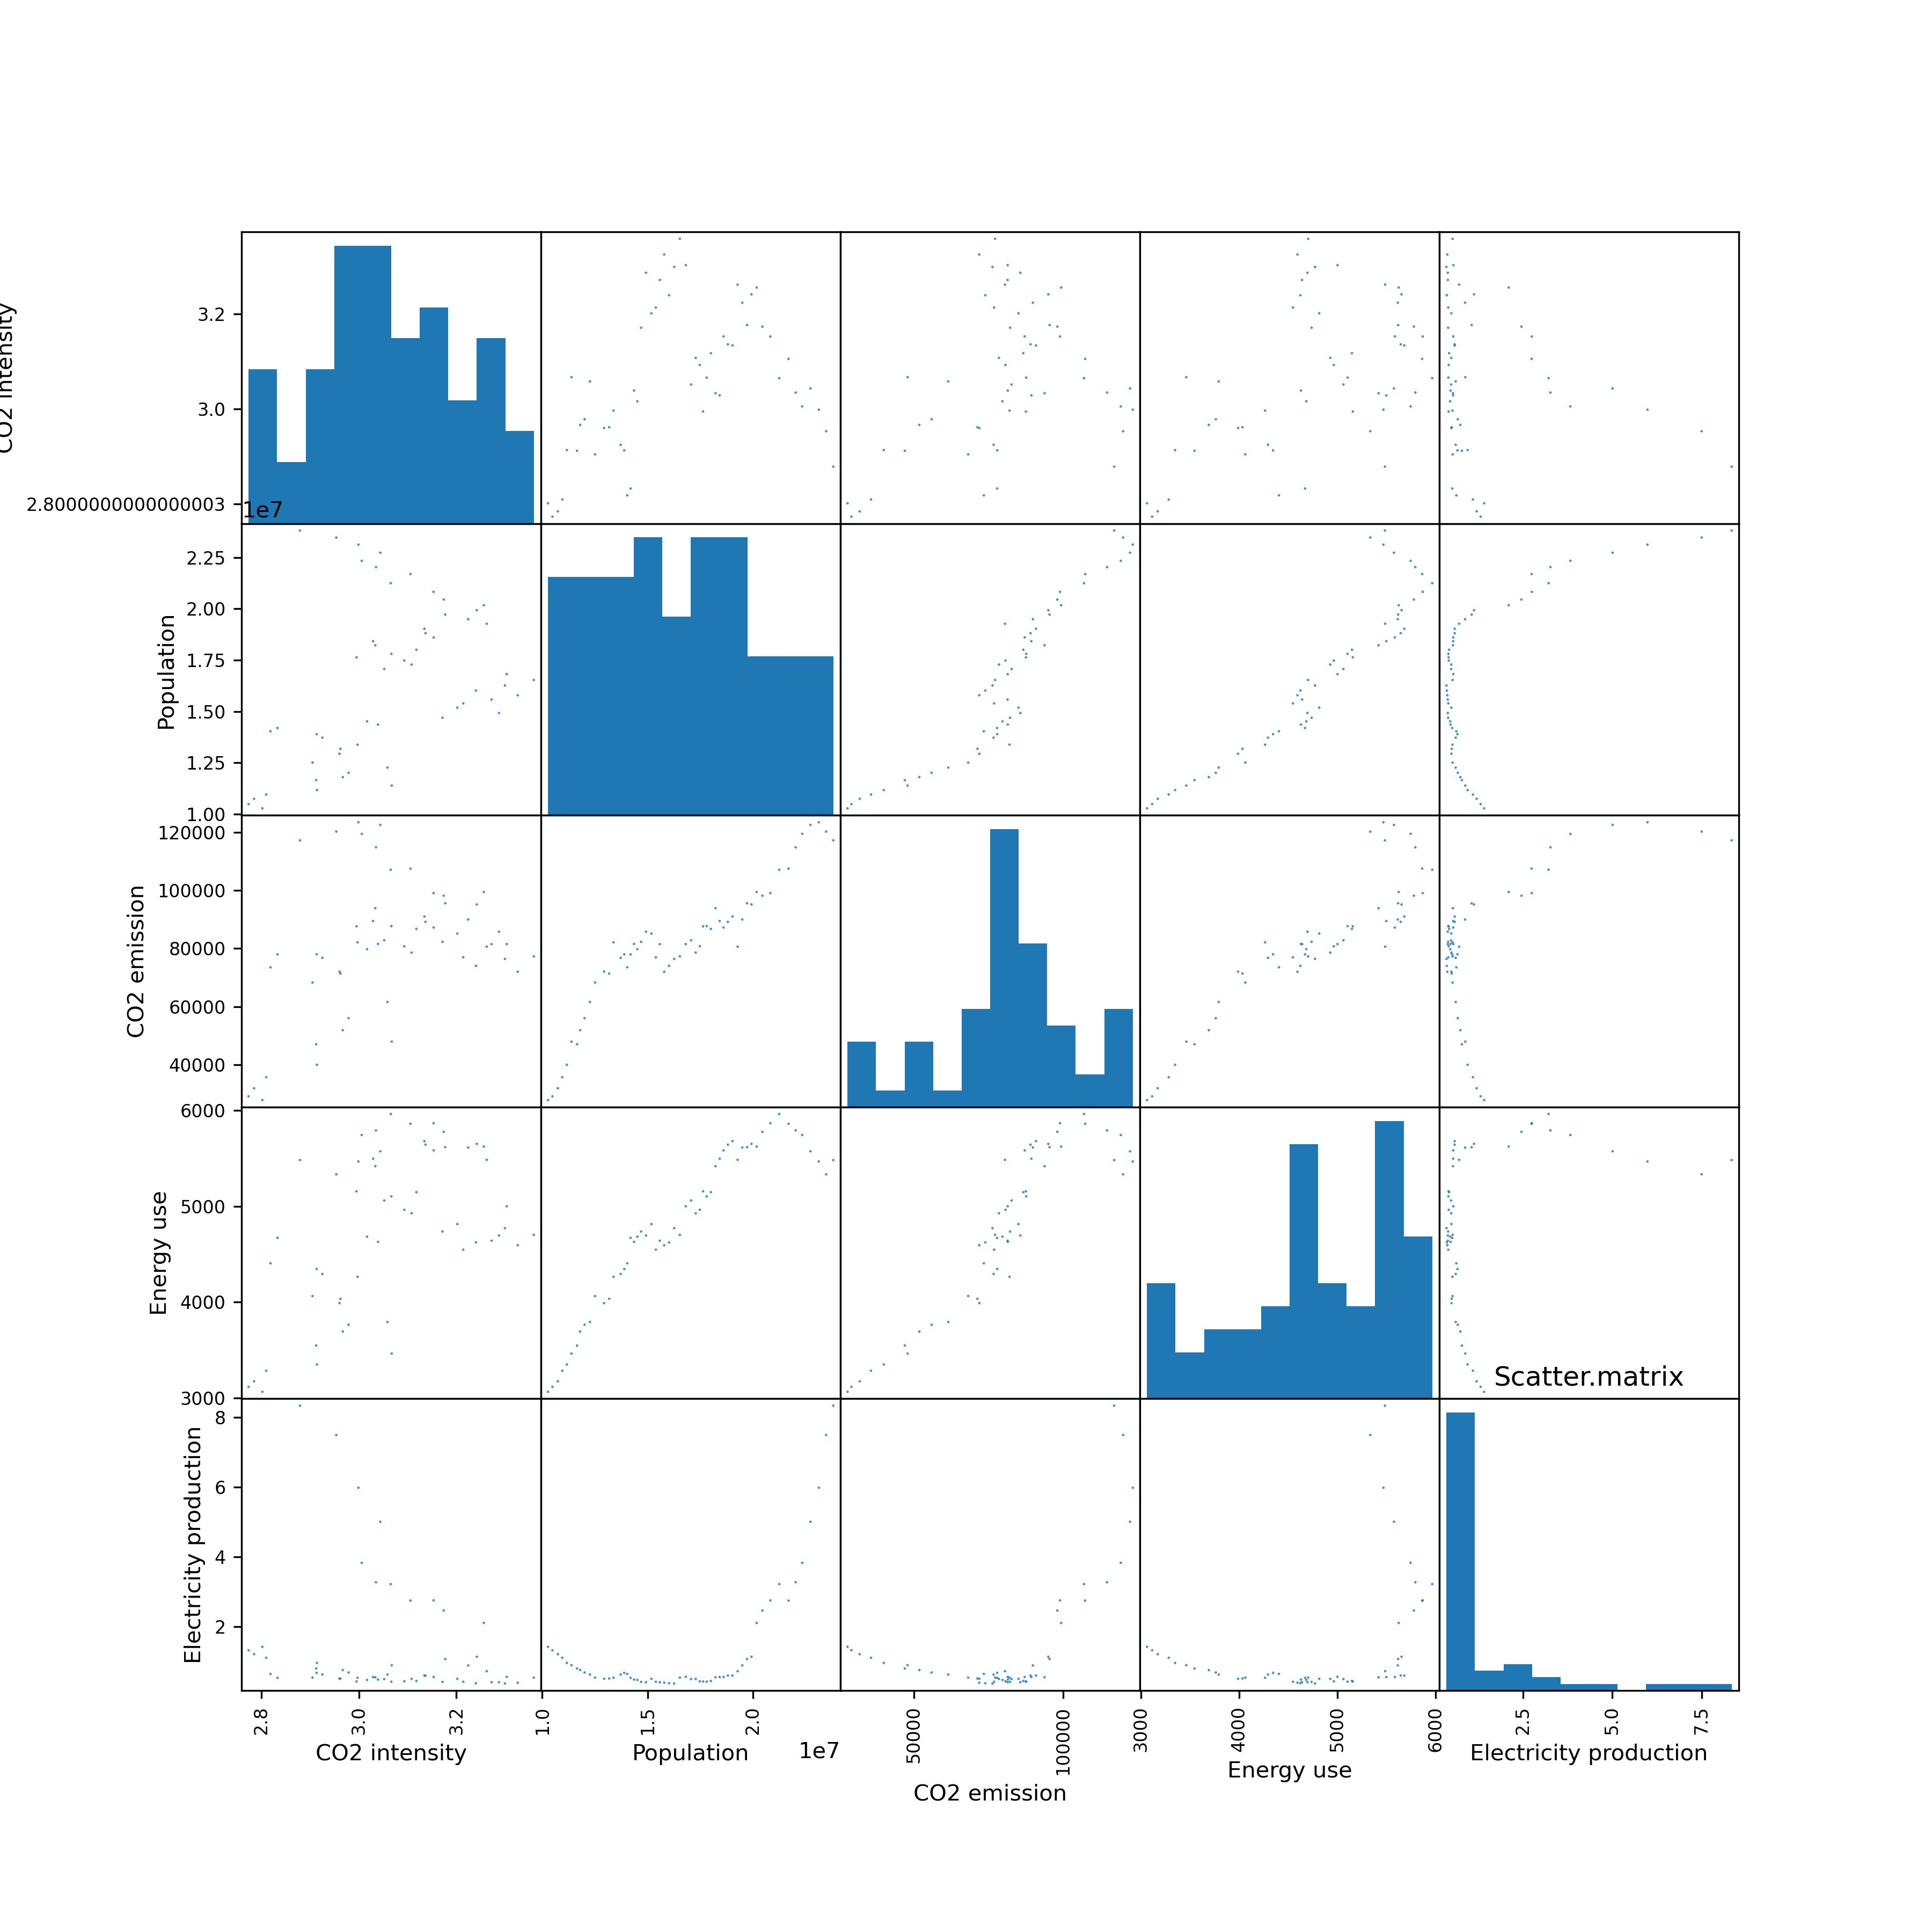 CO2 intensity
3.2
3.0
2.8000000000000003
1e7
Population
2.25
2.00
1.75
1.50
1.25
1.00
CO2 emission
120000
100000
80000
60000
40000
Energy use
6000
5000
4000
3000
Scatter.matrix
Electricity production
8
6
4
2
2.8
3.0
3.2
1.0
1.5
2.0
50000
100000
3000
4000
5000
6000
2.5
5.0
7.5
CO2 intensity
Population
1e7
CO2 emission
Energy use
Electricity production